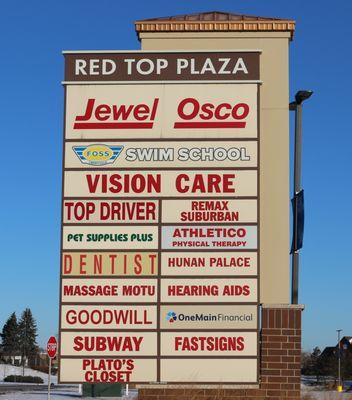 RED TOP PLAZA
Jewel Osco
FOSS SWIM SCHOOL
VISION CARE
TOP DRIVER
REMAX
SUBURBAN
PET SUPPLIES PLUS
ATHLETICO
PHYSICAL THERAPY
DENTIST
HUNAN PALACE
MASSAGE MOTU
HEARING AIDS
GOODWILL
OneMain Financial
SUBWAY
FASTSIGNS
PLATO'S
CLOSET
STOP